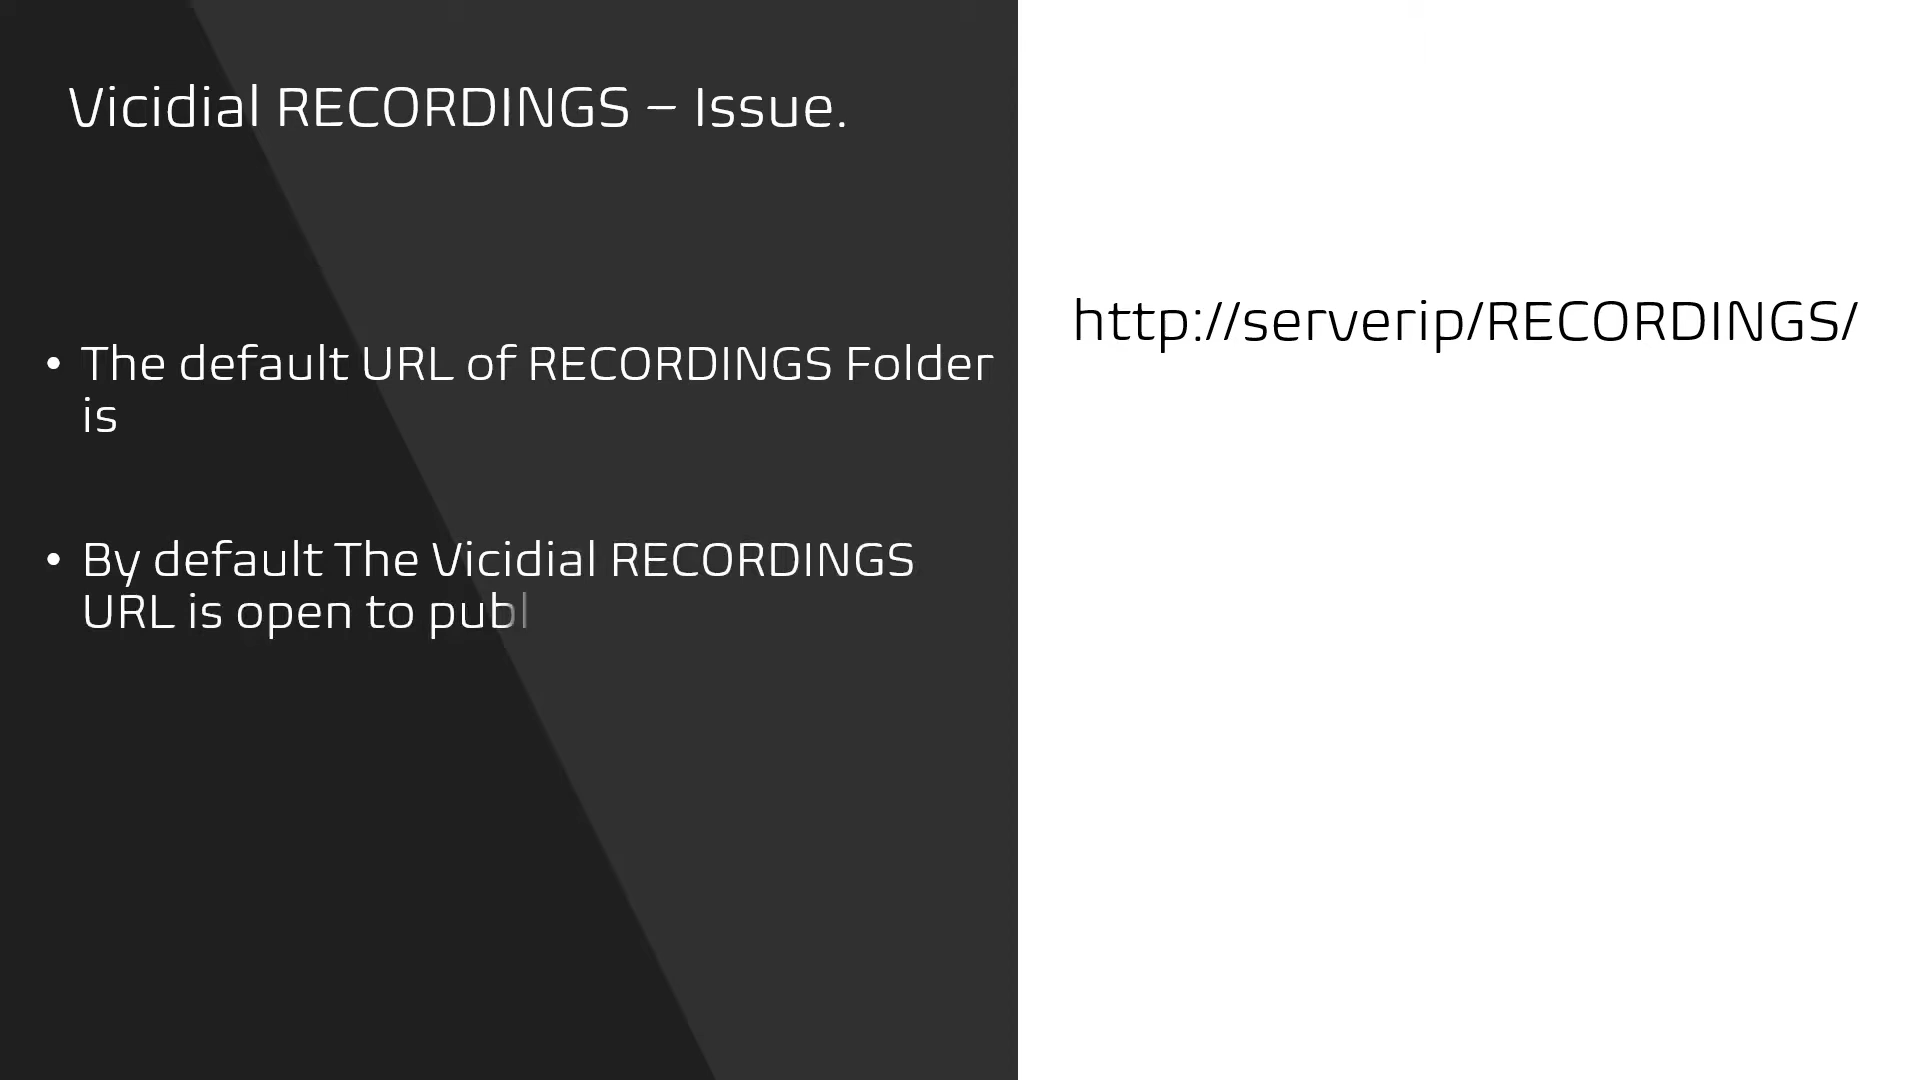 Vicidial RECORDINGS – Issue.
• The default URL of RECORDINGS Folder
is
http://serverip/RECORDINGS/
• By default The Vicidial RECORDINGS
URL is open to publ